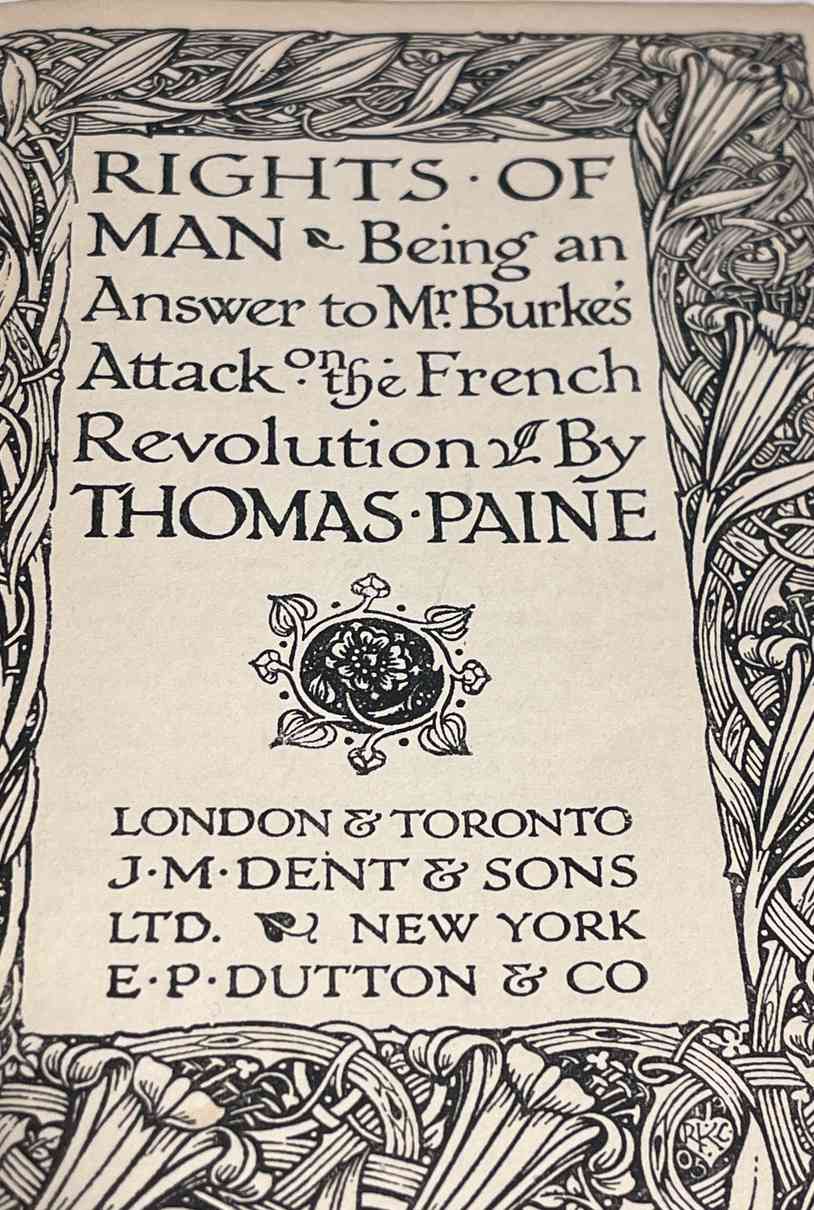 RIGHTS · OF
MAN Being an
Answer to Mr. Burke's
Attack on the French
Revolution By
THOMAS · PAINE
LONDON & TORONTO
J · M · DENT & SONS
LTD. NEW YORK
E · P · DUTTON & CO
RLK